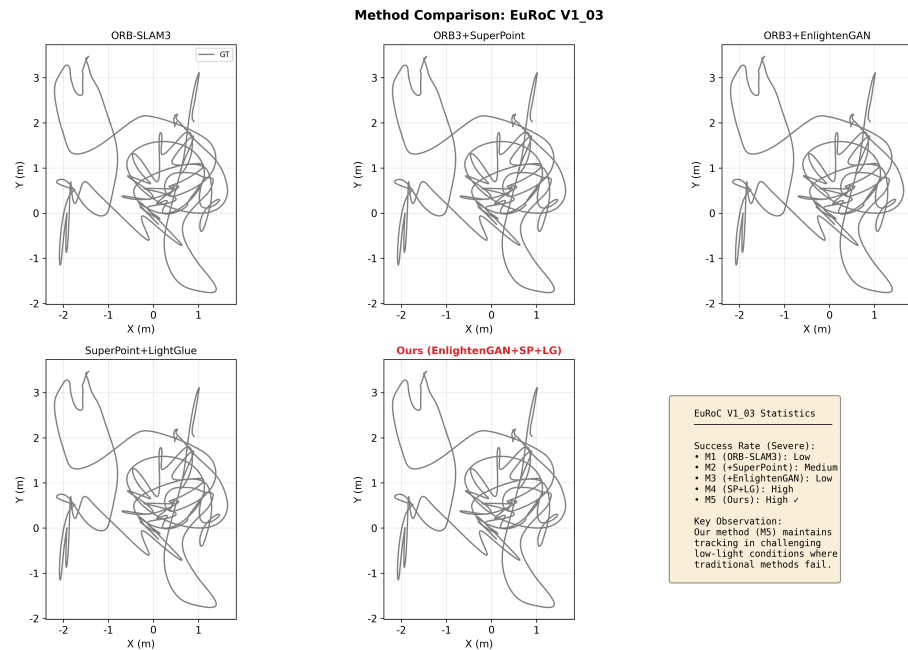 Method Comparison: EuRoC V1_03
ORB-SLAM3
GT
3
2
1
0
-1
-2
Y (m)
-2
-1
0
1
X (m)
ORB3+SuperPoint
3
2
1
0
-1
-2
Y (m)
-2
-1
0
1
X (m)
ORB3+EnlightenGAN
3
2
1
0
-1
-2
Y (m)
-2
-1
0
1
X (m)
SuperPoint+LightGlue
3
2
1
0
-1
-2
Y (m)
-2
-1
0
1
X (m)
Ours (EnlightenGAN+SP+LG)
3
2
1
0
-1
-2
Y (m)
-2
-1
0
1
X (m)
EuRoC V1_03 Statistics
Success Rate (Severe):
• M1 (ORB-SLAM3): Low
• M2 (+SuperPoint): Medium
• M3 (+EnlightenGAN): Low
• M4 (SP+LG): High
• M5 (Ours): High ✓
Key Observation:
Our method (M5) maintains
tracking in challenging
low-light conditions where
traditional methods fail.